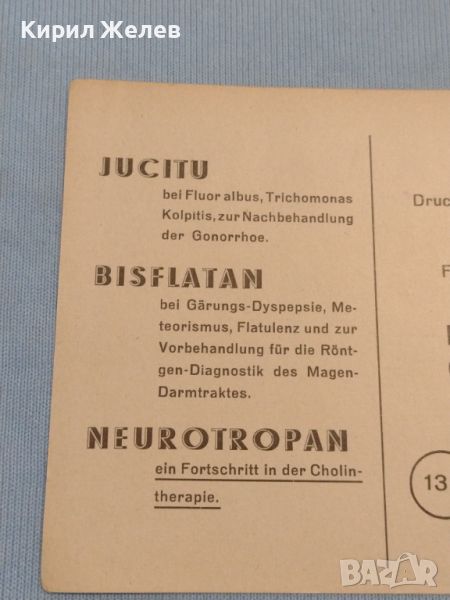 Кирил Желев
JUCITU
bei Fluor albus, Trichomonas
Kolpitis, zur Nachbehandlung
der Gonorrhoe.
BISFLATAN
bei Gärungs-Dyspepsie, Me-
teorismus, Flatulenz und zur
Vorbehandlung für die Rönt-
gen-Diagnostik des Magen-
Darmtraktes.
NEUROTROPAN
ein Fortschritt in der Cholin-
therapie.
Druc
F
13
BAZAR